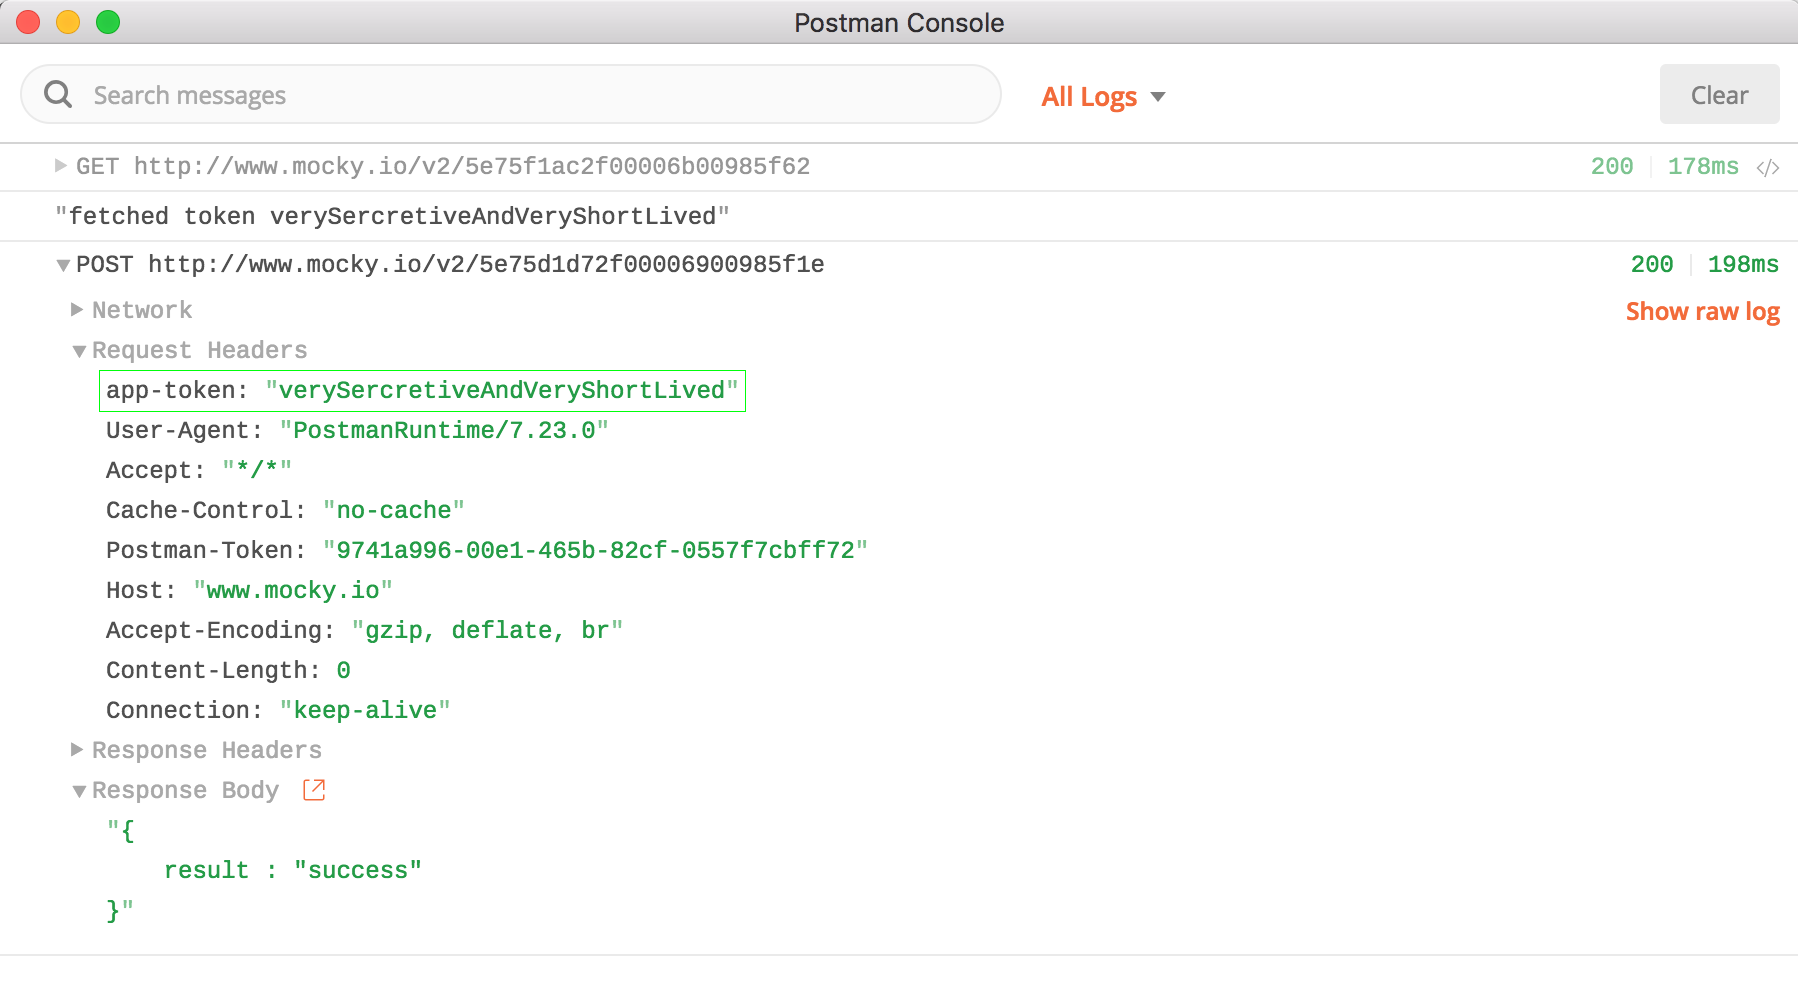 Postman Console
Search messages
All Logs
Clear
GET http://www.mocky.io/v2/5e75f1ac2f00006b00985f62 200 178ms </>
"fetched token verySercretiveAndVeryShortLived"
POST http://www.mocky.io/v2/5e75d1d72f00006900985f1e 200 198ms
Network Show raw log
Request Headers
app-token: "verySercretiveAndVeryShortLived"
User-Agent: "PostmanRuntime/7.23.0"
Accept: "*/*"
Cache-Control: "no-cache"
Postman-Token: "9741a996-00e1-465b-82cf-0557f7cbff72"
Host: "www.mocky.io"
Accept-Encoding: "gzip, deflate, br"
Content-Length: 0
Connection: "keep-alive"
Response Headers
Response Body
"{
result : "success"
}"